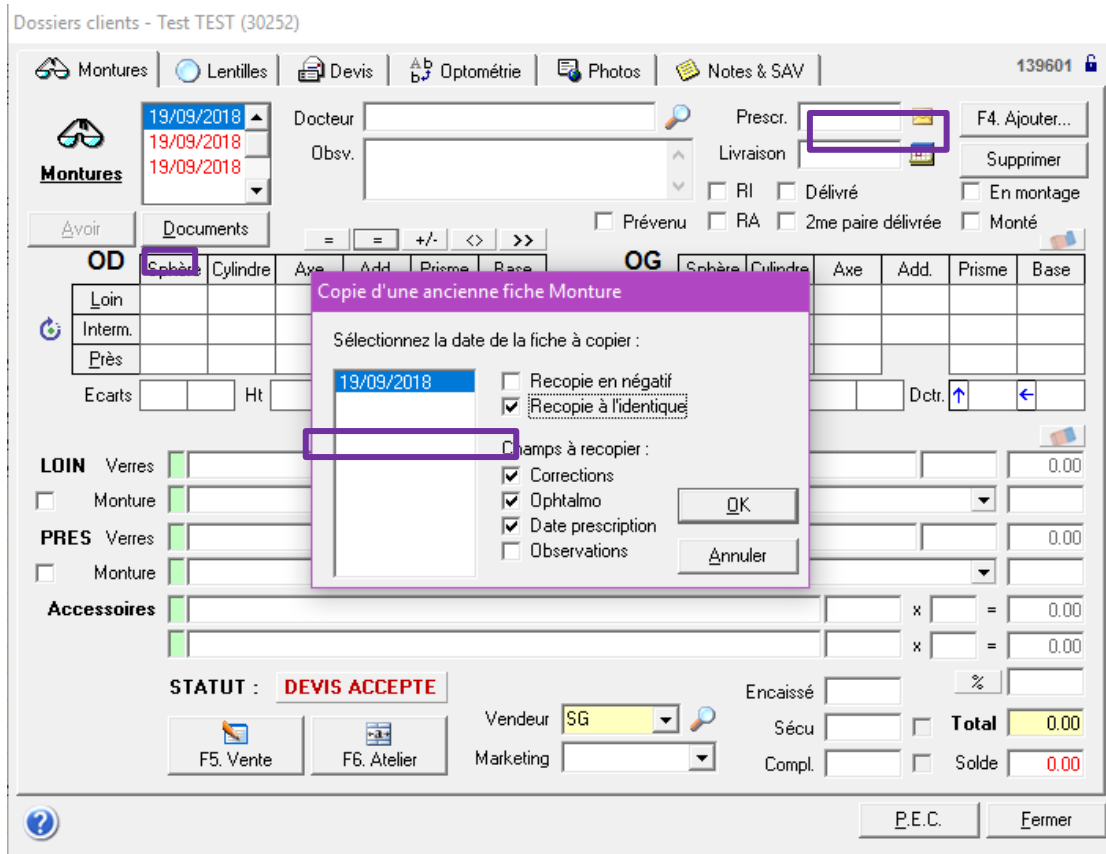 Dossiers clients - Test TEST (30252)
Montures Lentilles Devis Optométrie Photos Notes & SAV 139601
19/09/2018 Docteur Prescr. F4. Ajouter...
19/09/2018 Obsv. Livraison Supprimer
19/09/2018
Montures
RI Délivré En montage
Avoir Documents Prévenu RA 2me paire délivrée Monté
= = +/- <> >>
OD Sphère Cylindre Axe Add. Prisme Base OG Sphère Cylindre Axe Add. Prisme Base
Loin
Interm.
Près
Ecarts Ht Dctr.
Copie d'une ancienne fiche Monture
Sélectionnez la date de la fiche à copier :
19/09/2018
Recopie en négatif
Recopie à l'identique
Champs à recopier :
Corrections
Ophtalmo
Date prescription
Observations
OK
Annuler
LOIN Verres 0.00
Monture
PRES Verres 0.00
Monture
Accessoires x = 0.00
x = 0.00
STATUT : DEVIS ACCEPTE Encaissé %
Vendeur SG Sécu Total 0.00
F5. Vente F6. Atelier Marketing Compl. Solde 0.00
? P.E.C. Fermer